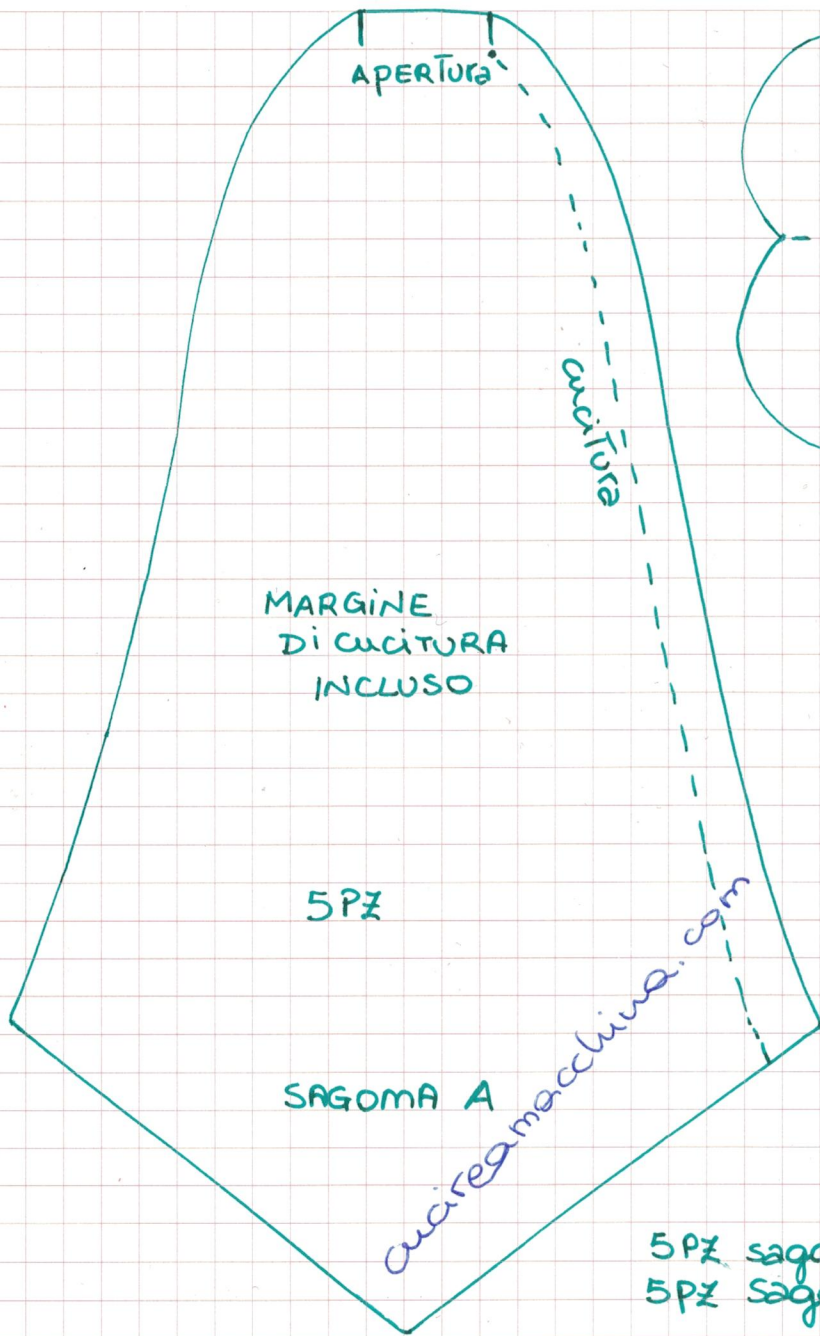 APERTURA
cucitura
MARGINE
Di CUCITURA
INCLUSO
5PZ
SAGOMA A
cucireamacchina.com
5PZ
5PZ